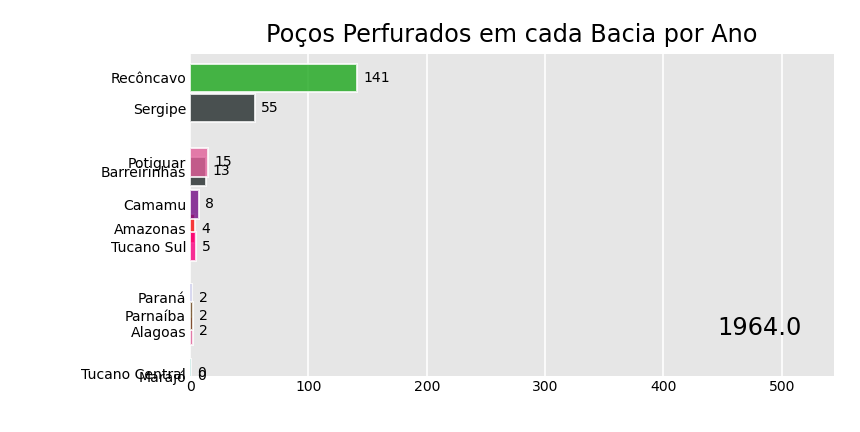 Poços Perfurados em cada Bacia por Ano
Recôncavo 141
Sergipe 55
Potiguar 15
Barreirinhas 13
Camamu 8
Amazonas 4
Tucano Sul 5
Paraná 2
Parnaíba 2
Alagoas 2
1964.0
Tucano Central 0
Marajó 0
0 100 200 300 400 500